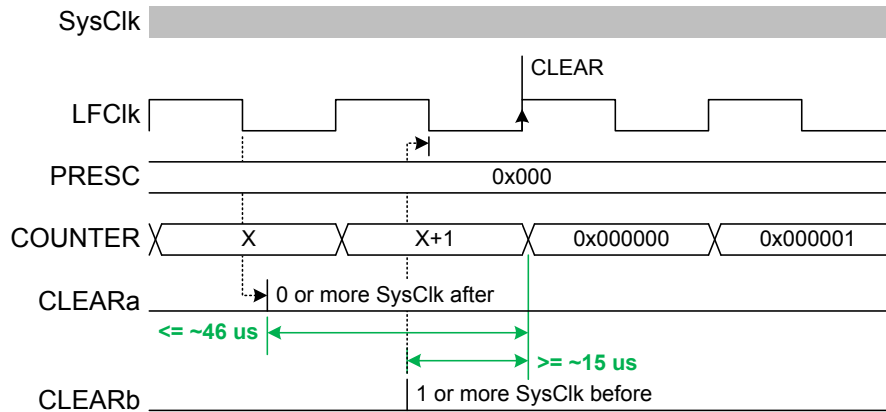 SysClk
CLEAR
LFClk
PRESC
0x000
COUNTER
X
X+1
0x000000
0x000001
CLEARa
0 or more SysClk after
<= ~46 us
>= ~15 us
CLEARb
1 or more SysClk before